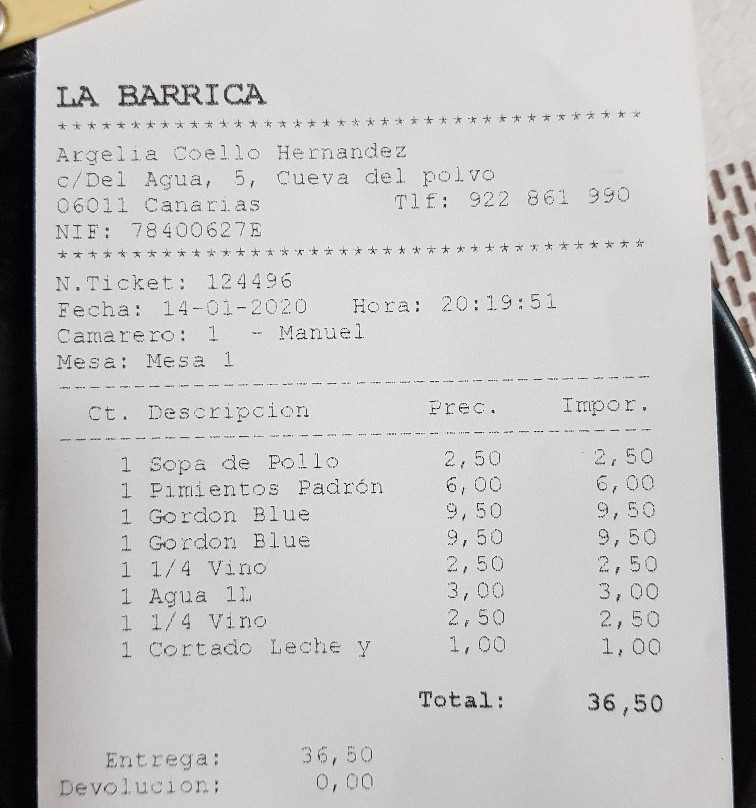 LA BARRICA
****************************************
Argelia Coello Hernandez
c/Del Agua, 5, Cueva del polvo
06011 Canarias Tlf: 922 861 990
NIF: 78400627E
****************************************
N.Ticket: 124496
Fecha: 14-01-2020 Hora: 20:19:51
Camarero: 1 - Manuel
Mesa: Mesa 1
----------------------------------------
Ct. Descripcion Prec. Impor.
----------------------------------------
1 Sopa de Pollo 2,50 2,50
1 Pimientos Padrón 6,00 6,00
1 Gordon Blue 9,50 9,50
1 Gordon Blue 9,50 9,50
1 1/4 Vino 2,50 2,50
1 Agua 1L 3,00 3,00
1 1/4 Vino 2,50 2,50
1 Cortado Leche y 1,00 1,00
Total: 36,50
Entrega: 36,50
Devolucion: 0,00